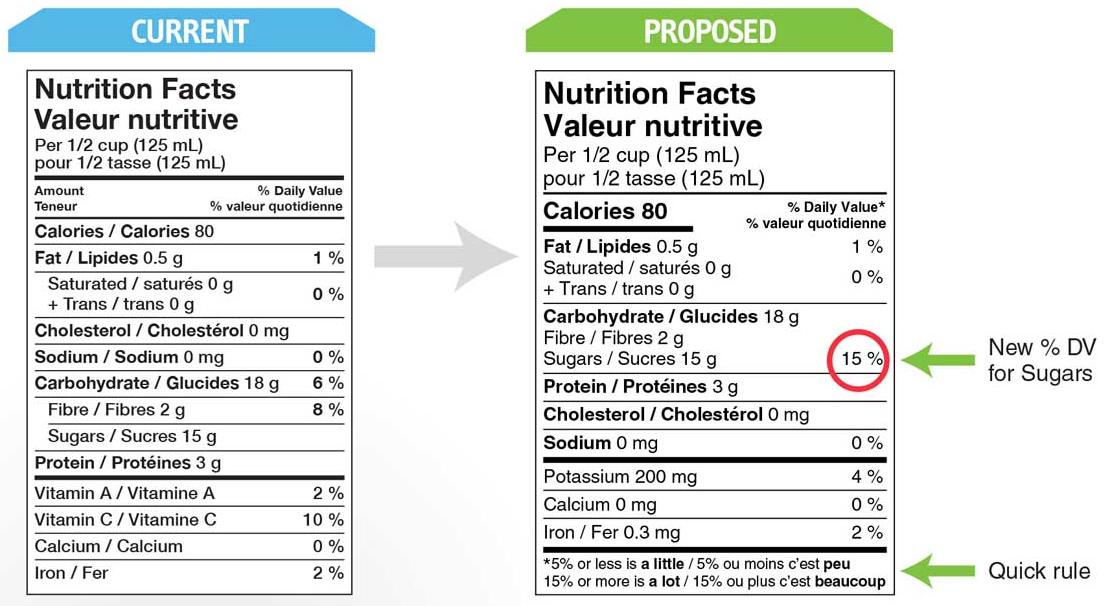 CURRENT
Nutrition Facts
Valeur nutritive
Per 1/2 cup (125 mL)
pour 1/2 tasse (125 mL)
Amount % Daily Value
Teneur % valeur quotidienne
Calories / Calories 80
Fat / Lipides 0.5 g 1 %
Saturated / saturés 0 g
+ Trans / trans 0 g 0 %
Cholesterol / Cholestérol 0 mg
Sodium / Sodium 0 mg 0 %
Carbohydrate / Glucides 18 g 6 %
Fibre / Fibres 2 g 8 %
Sugars / Sucres 15 g
Protein / Protéines 3 g
Vitamin A / Vitamine A 2 %
Vitamin C / Vitamine C 10 %
Calcium / Calcium 0 %
Iron / Fer 2 %
PROPOSED
Nutrition Facts
Valeur nutritive
Per 1/2 cup (125 mL)
pour 1/2 tasse (125 mL)
Calories 80 % Daily Value*
% valeur quotidienne
Fat / Lipides 0.5 g 1 %
Saturated / saturés 0 g
+ Trans / trans 0 g 0 %
Carbohydrate / Glucides 18 g
Fibre / Fibres 2 g
Sugars / Sucres 15 g 15 %
Protein / Protéines 3 g
Cholesterol / Cholestérol 0 mg
Sodium 0 mg 0 %
Potassium 200 mg 4 %
Calcium 0 mg 0 %
Iron / Fer 0.3 mg 2 %
*5% or less is a little / 5% ou moins c'est peu
15% or more is a lot / 15% ou plus c'est beaucoup
New % DV
for Sugars
Quick rule